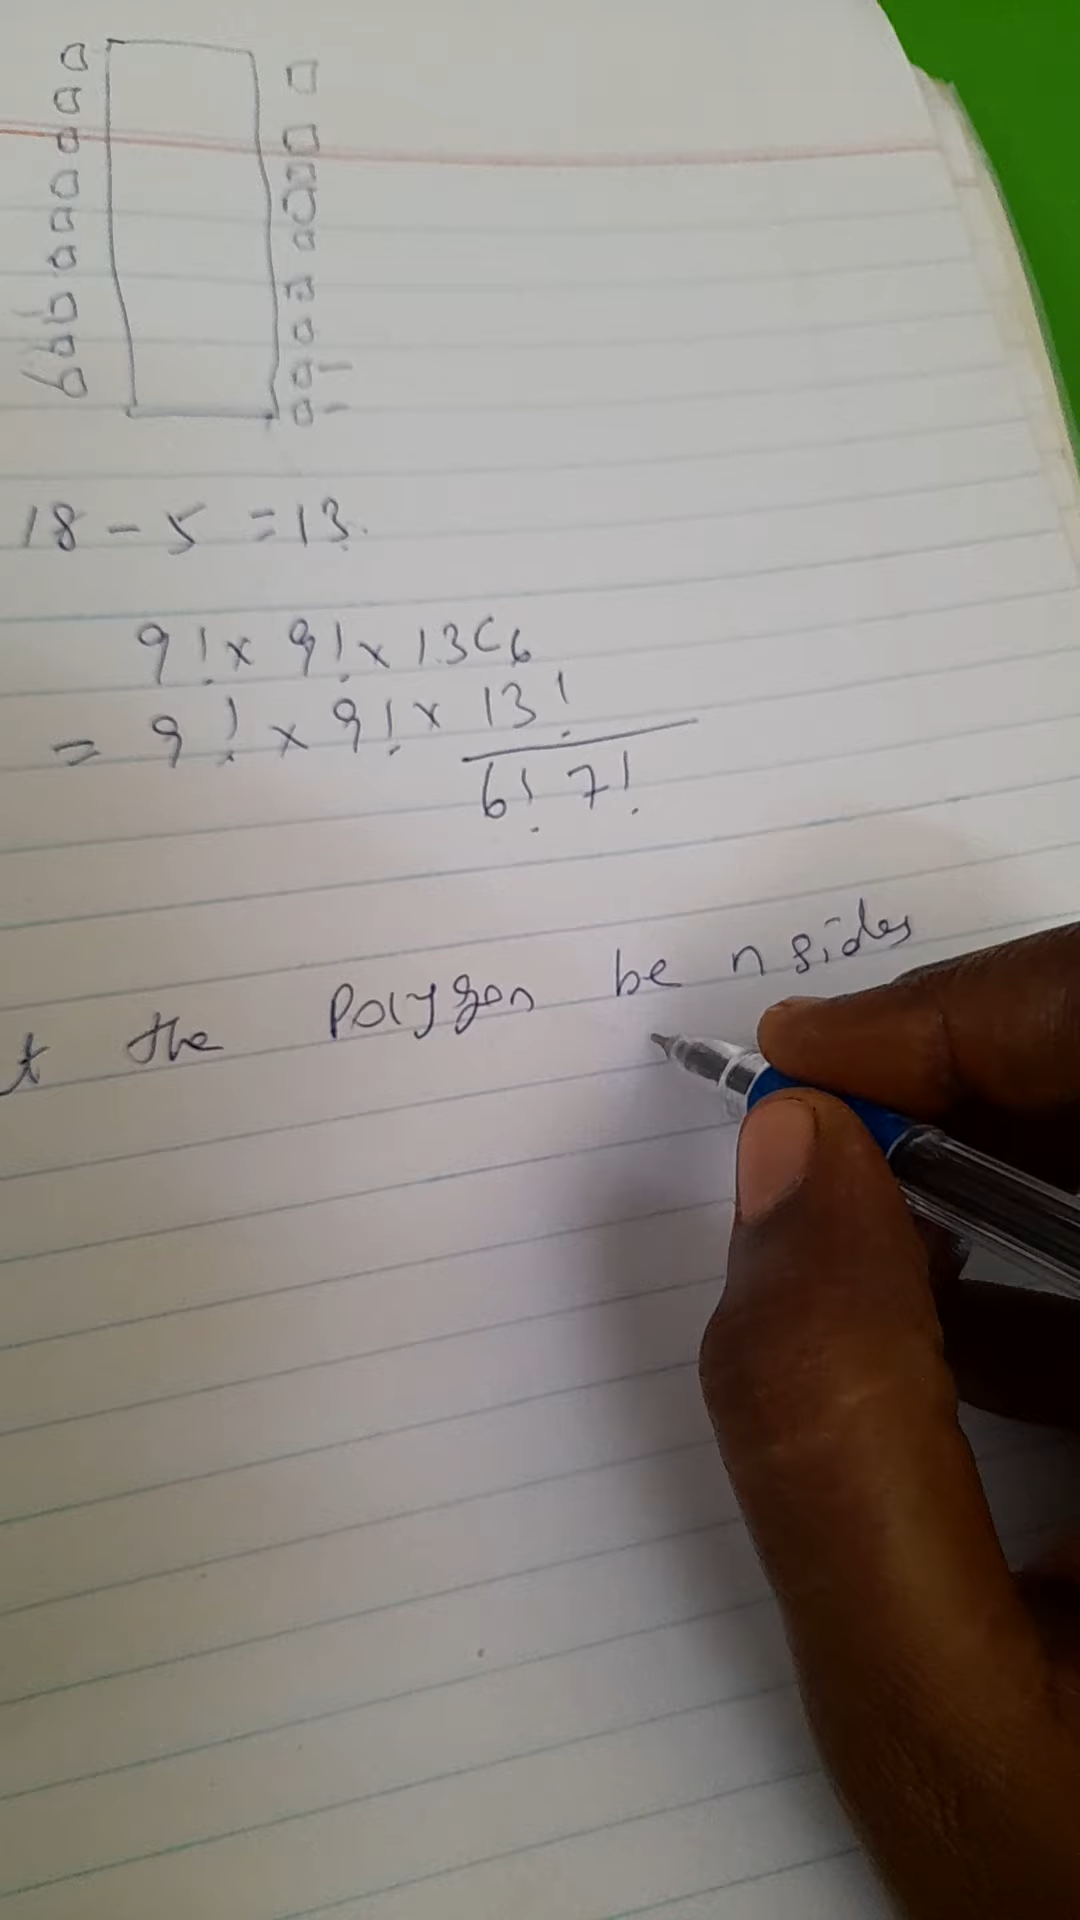 18 - 5 = 13.
9! x 9! x 13C6
= 9! x 9! x 13!
6! 7!
t the Polygon be n sides